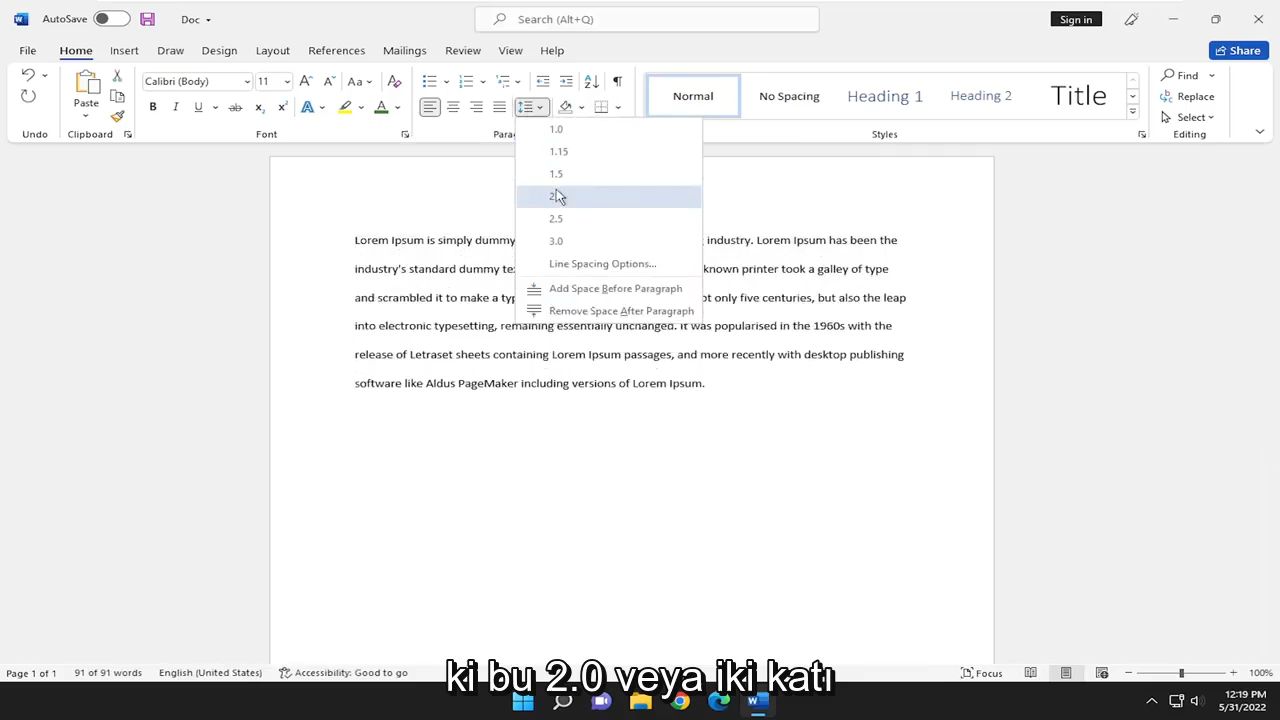 AutoSave
Doc
Search (Alt+Q)
Sign in
File Home Insert Draw Design Layout References Mailings Review View Help
Share
Paste
Calibri (Body) 11
Aa
B I U
Normal
No Spacing
Heading 1
Heading 2
Title
Find
Replace
Select
Undo
Clipboard
Font
Styles
Editing
1.0
1.15
1.5
2.5
3.0
Line Spacing Options...
Add Space Before Paragraph
Remove Space After Paragraph
Lorem Ipsum is simply dummy industry. Lorem Ipsum has been the
industry's standard dummy known printer took a galley of type
and scrambled it to make a only five centuries, but also the leap
into electronic typesetting, remaining essentially unchanged. It was popularised in the 1960s with the
release of Letraset sheets containing Lorem Ipsum passages, and more recently with desktop publishing
software like Aldus PageMaker including versions of Lorem Ipsum.
Page 1 of 1 91 of 91 words English (United States) Accessibility: Good to go
Focus
100%
ki bu 2.0 veya iki katı
12:19 PM
5/31/2022